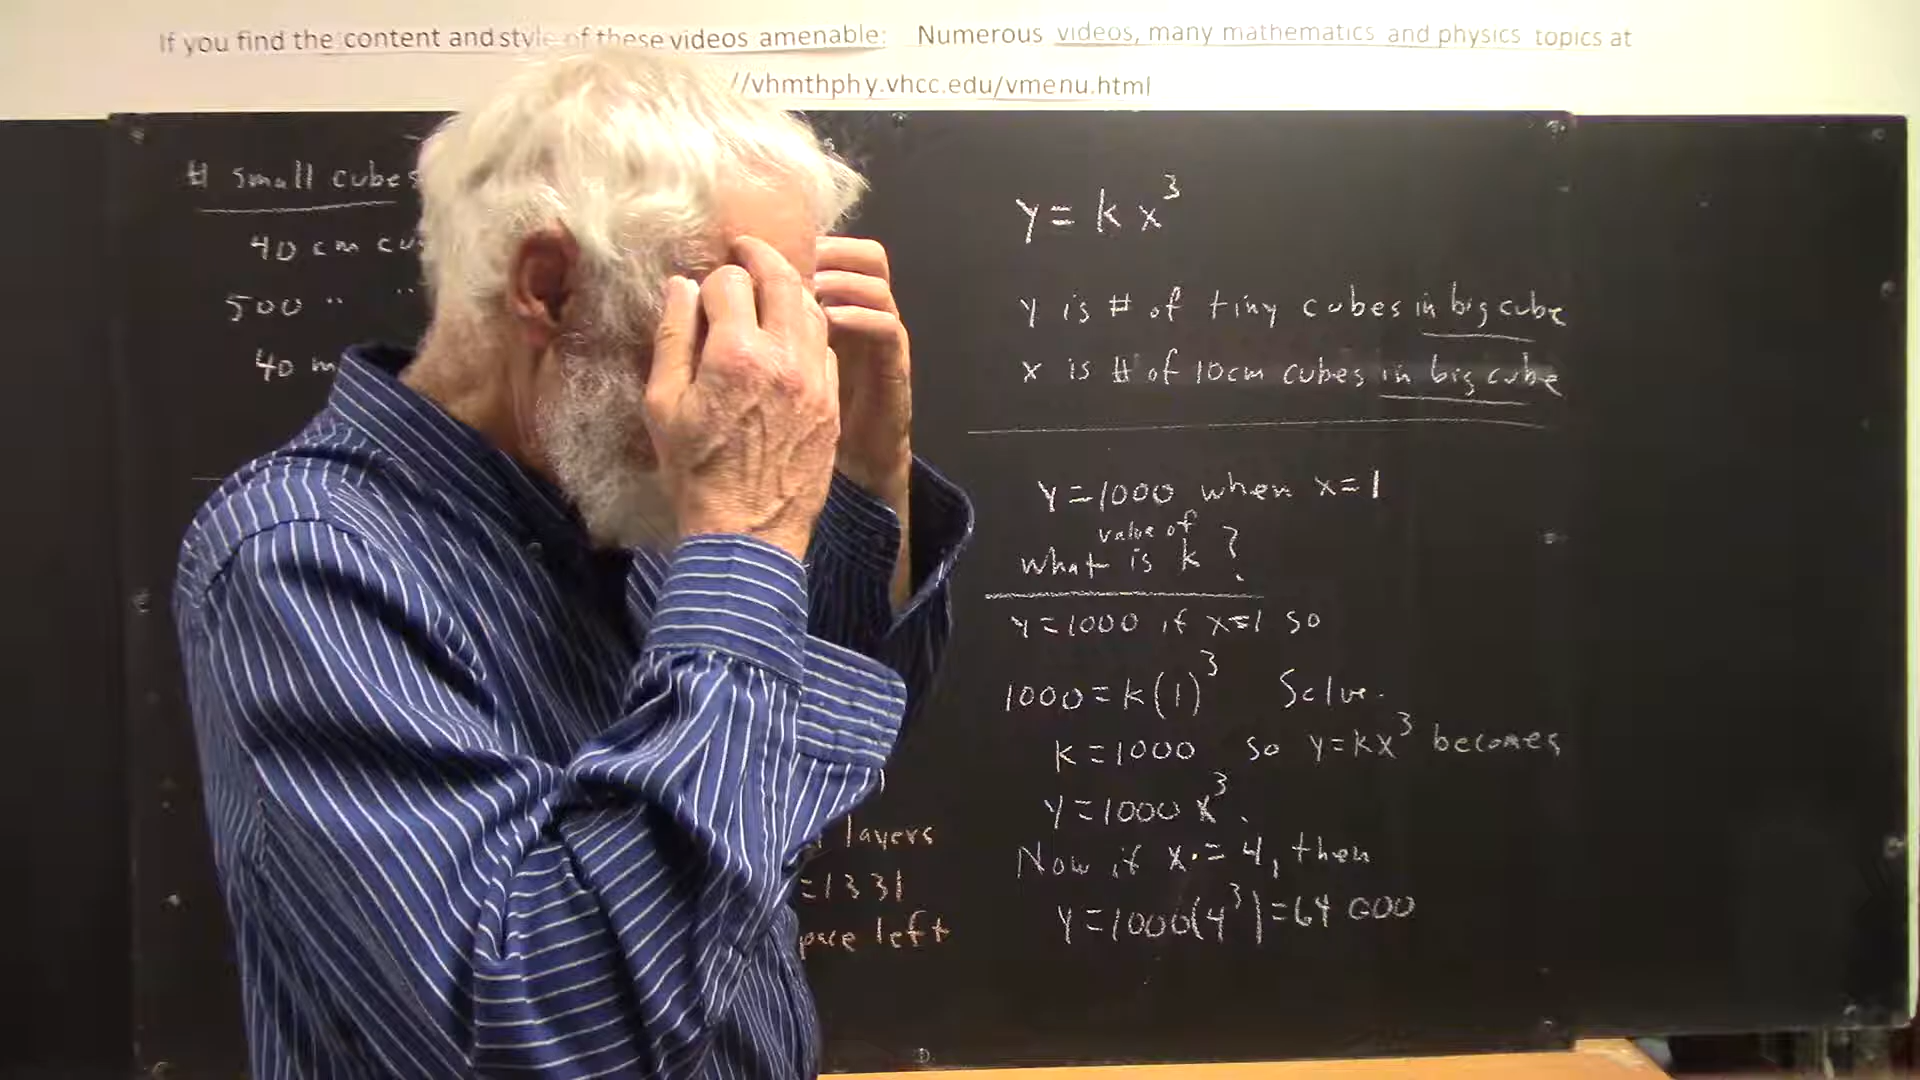 If you find the content and style of these videos amenable: Numerous videos, many mathematics and physics topics at
//vhmthphy.vhcc.edu/vmenu.html
# small cubes
40 cm cu
500 " "
40 m
layers
=1331
pace left
y = k x³
y is # of tiny cubes in big cube
x is # of 10cm cubes in big cube
y=1000 when x=1
value of
what is k ?
y=1000 if x=1 so
1000=k(1)³ Solve.
k=1000 so y=kx³ becomes
y=1000 x³.
Now if x = 4, then
y=1000(4³)=64 000